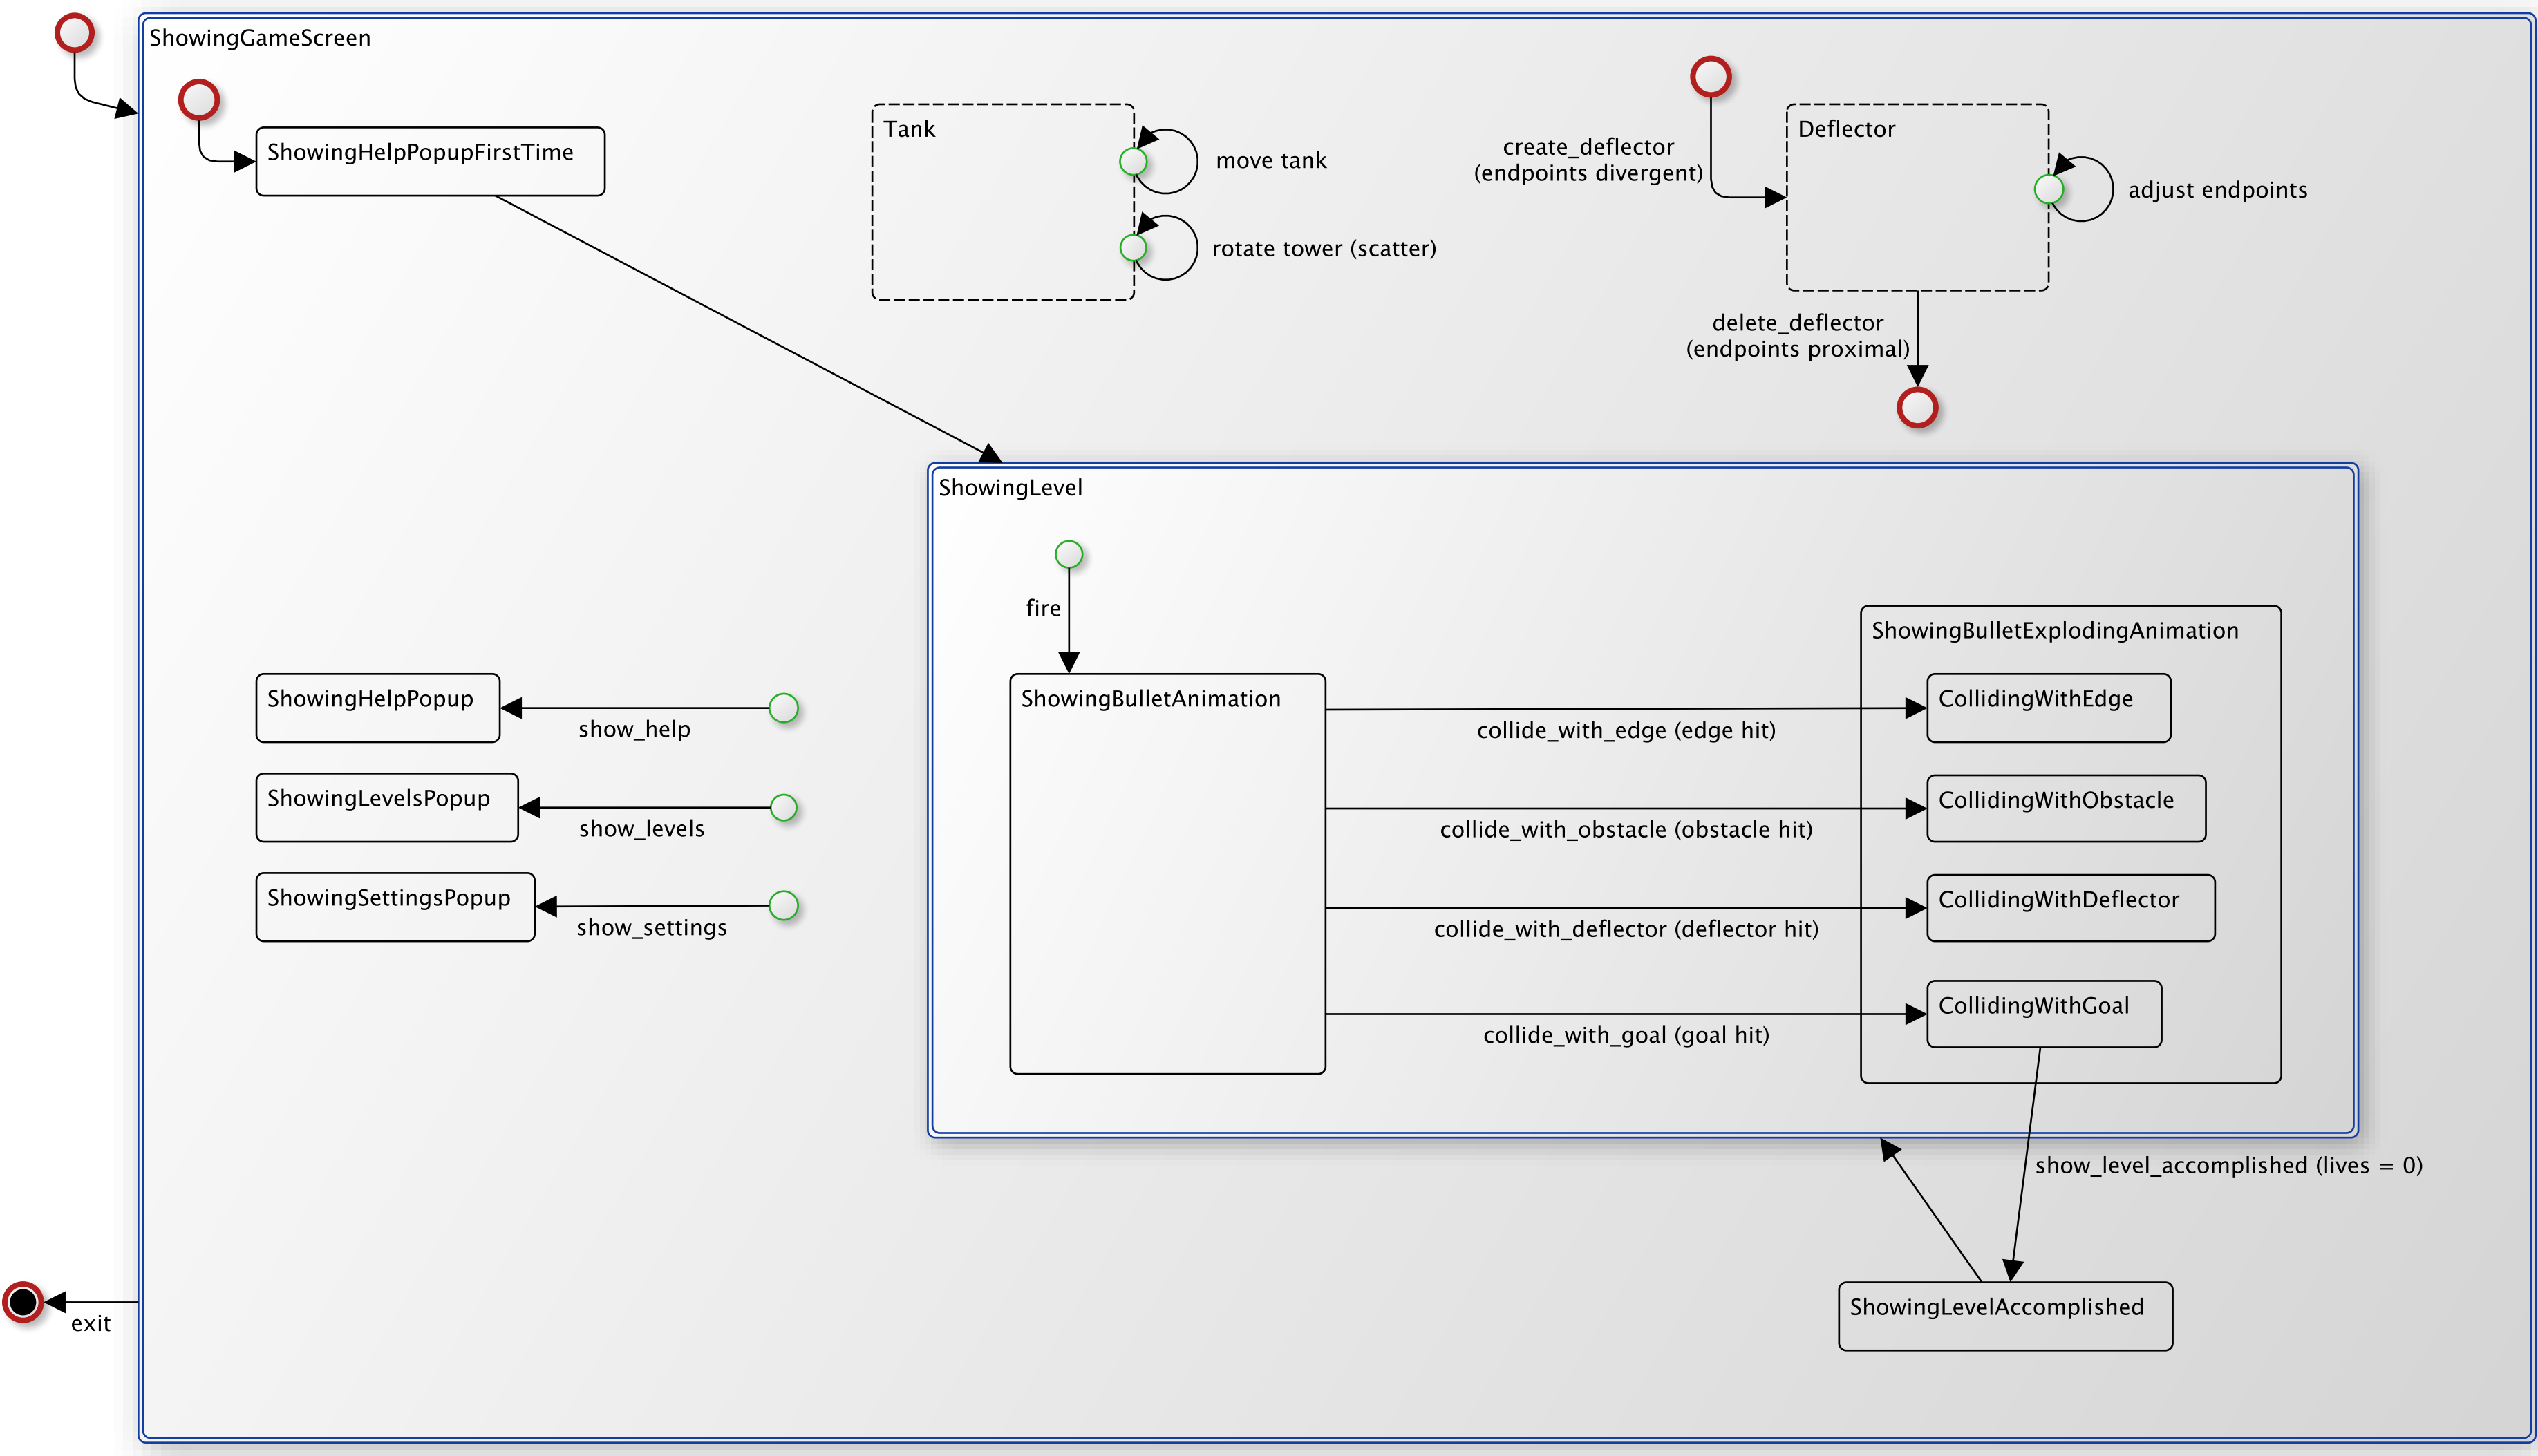 ShowingGameScreen
ShowingHelpPopupFirstTime
Tank
move tank
rotate tower (scatter)
create_deflector
(endpoints divergent)
Deflector
adjust endpoints
delete_deflector
(endpoints proximal)
ShowingLevel
fire
ShowingBulletAnimation
ShowingBulletExplodingAnimation
collide_with_edge (edge hit)
CollidingWithEdge
collide_with_obstacle (obstacle hit)
CollidingWithObstacle
collide_with_deflector (deflector hit)
CollidingWithDeflector
collide_with_goal (goal hit)
CollidingWithGoal
ShowingHelpPopup
show_help
ShowingLevelsPopup
show_levels
ShowingSettingsPopup
show_settings
show_level_accomplished (lives = 0)
ShowingLevelAccomplished
exit